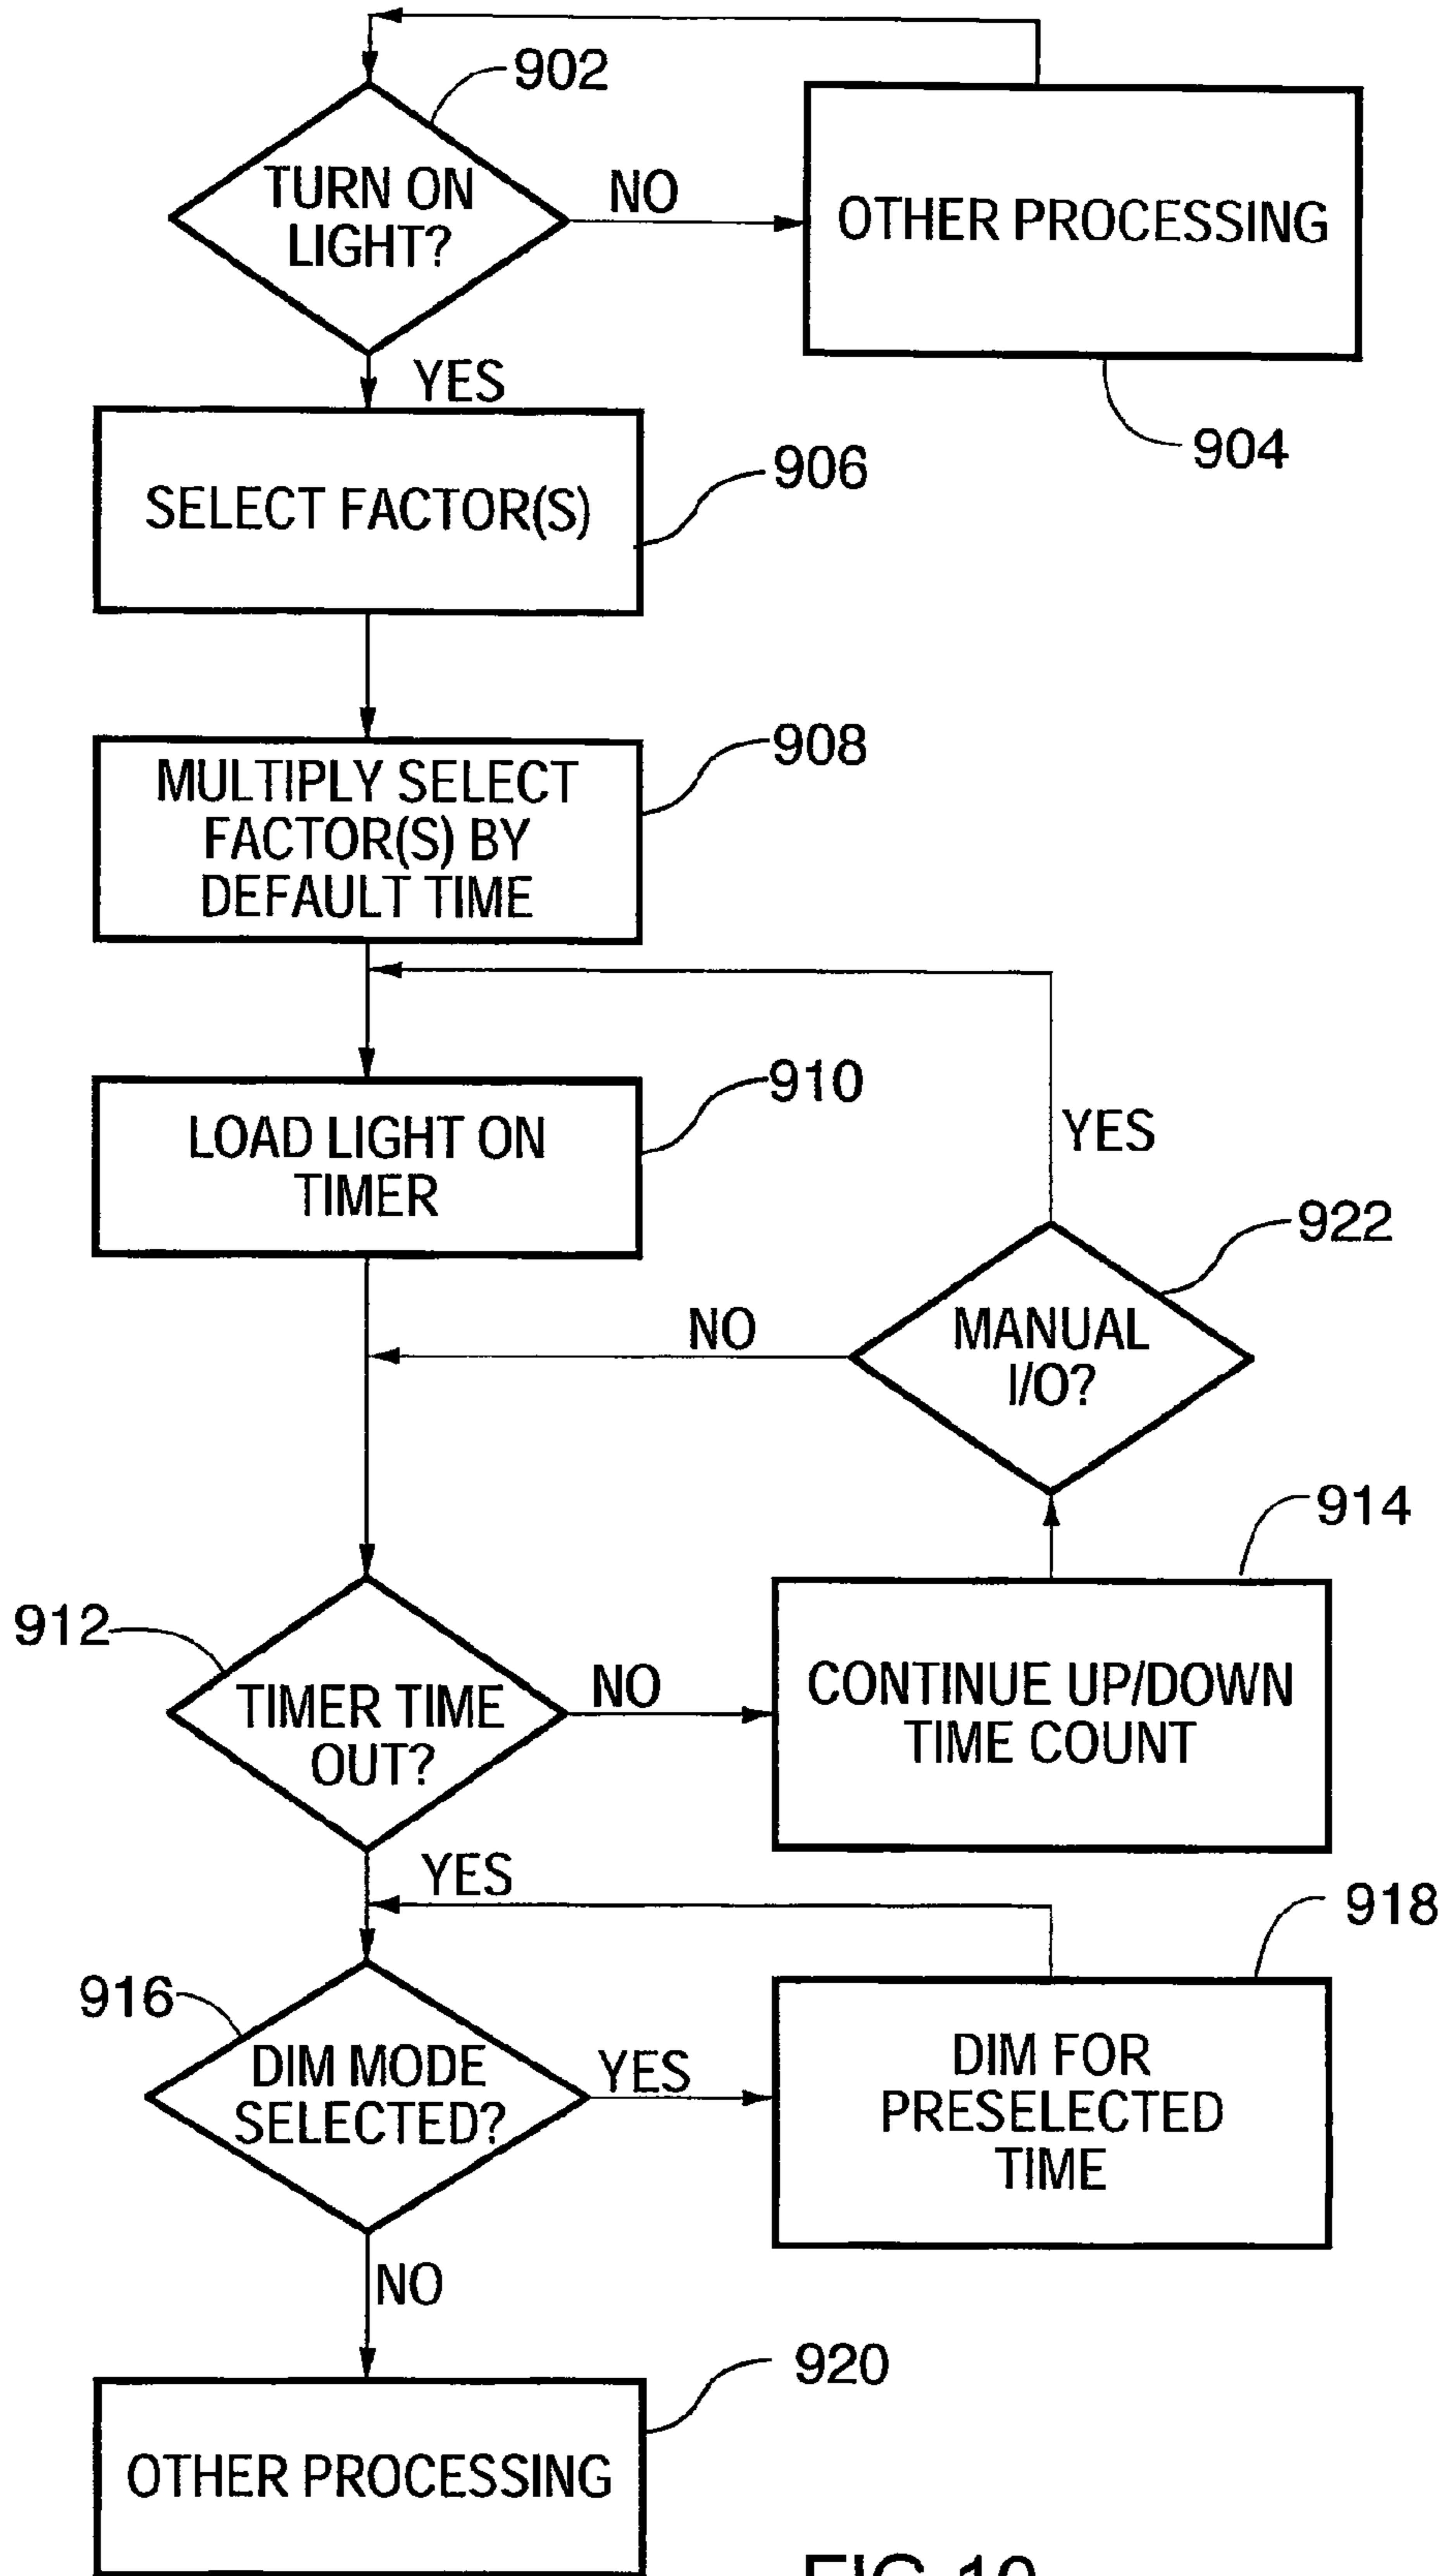 902
TURN ON
LIGHT?
NO
OTHER PROCESSING
904
YES
SELECT FACTOR(S)
906
MULTIPLY SELECT
FACTOR(S) BY
DEFAULT TIME
908
LOAD LIGHT ON
TIMER
910
YES
922
MANUAL
I/O?
NO
914
912
TIMER TIME
OUT?
NO
CONTINUE UP/DOWN
TIME COUNT
YES
918
916
DIM MODE
SELECTED?
YES
DIM FOR
PRESELECTED
TIME
NO
920
OTHER PROCESSING